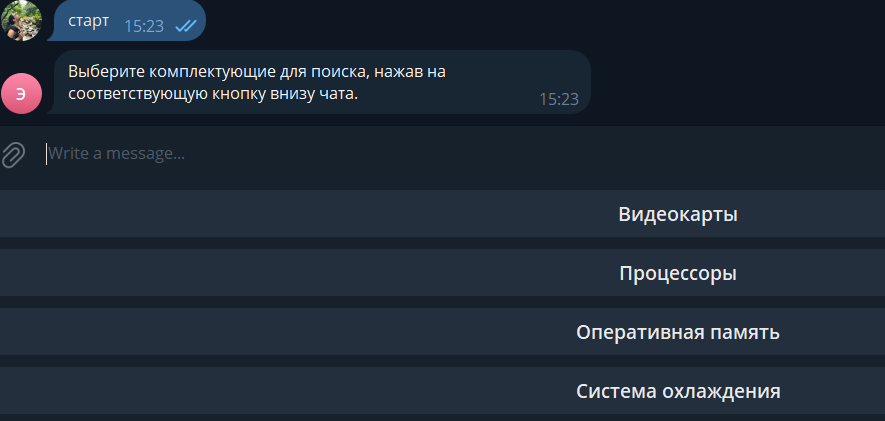 старт 15:23
Выберите комплектующие для поиска, нажав на
соответствующую кнопку внизу чата. 15:23
Э
Write a message...
Видеокарты
Процессоры
Оперативная память
Система охлаждения